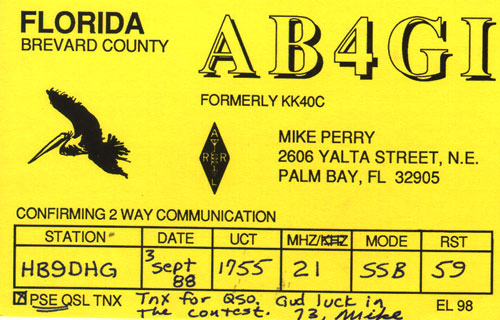 FLORIDA
BREVARD COUNTY
AB4GI
FORMERLY KK4OC
ARRL
MIKE PERRY
2606 YALTA STREET, N.E.
PALM BAY, FL 32905
CONFIRMING 2 WAY COMMUNICATION
STATION DATE UCT MHZ/KHZ MODE RST
HB9DHG 3 Sept 88 1755 21 SSB 59
PSE QSL TNX Tnx for QSO. Gud luck in EL 98
The contest. 73, Mike